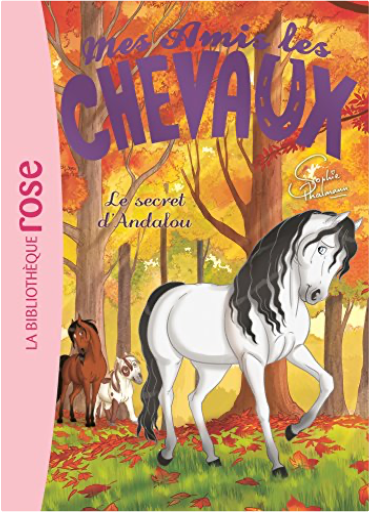 Mes Amis les
CHEVAUX
Sophie
Thalmann
Le secret
d'Andalou
LA BIBLIOTHÈQUE rose